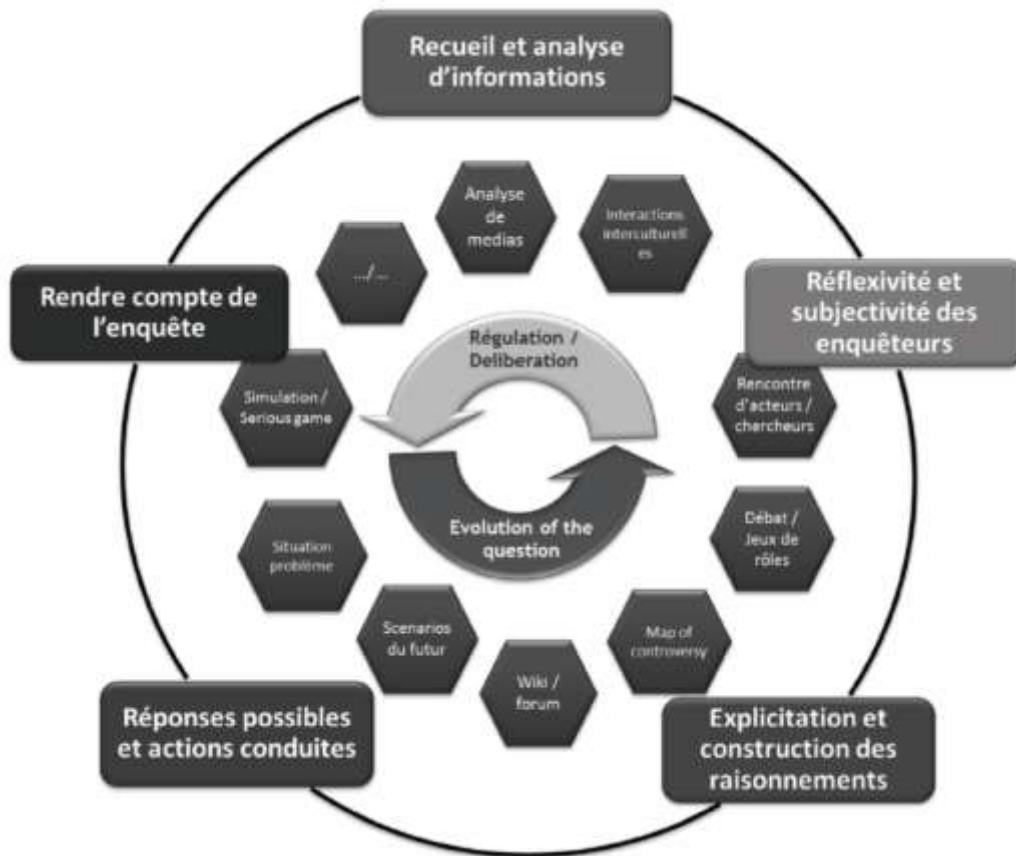 Recueil et analyse
d'informations
Analyse
de
medias
Interactions
interculturell
es
.../...
Rendre compte de
l'enquête
Réflexivité et
subjectivité des
enquêteurs
Régulation /
Deliberation
Simulation /
Serious game
Rencontre
d'acteurs /
chercheurs
Evolution of the
question
Débat /
Jeux de
rôles
Situation
problème
Scenarios
du futur
Map of
controversy
Wiki /
forum
Réponses possibles
et actions conduites
Explicitation et
construction des
raisonnements